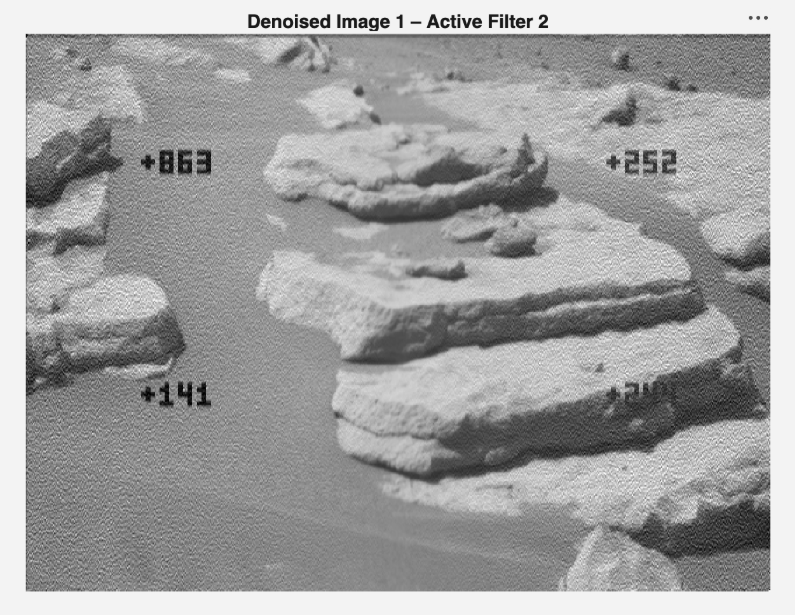 Denoised Image 1 – Active Filter 2
+863
+252
+141